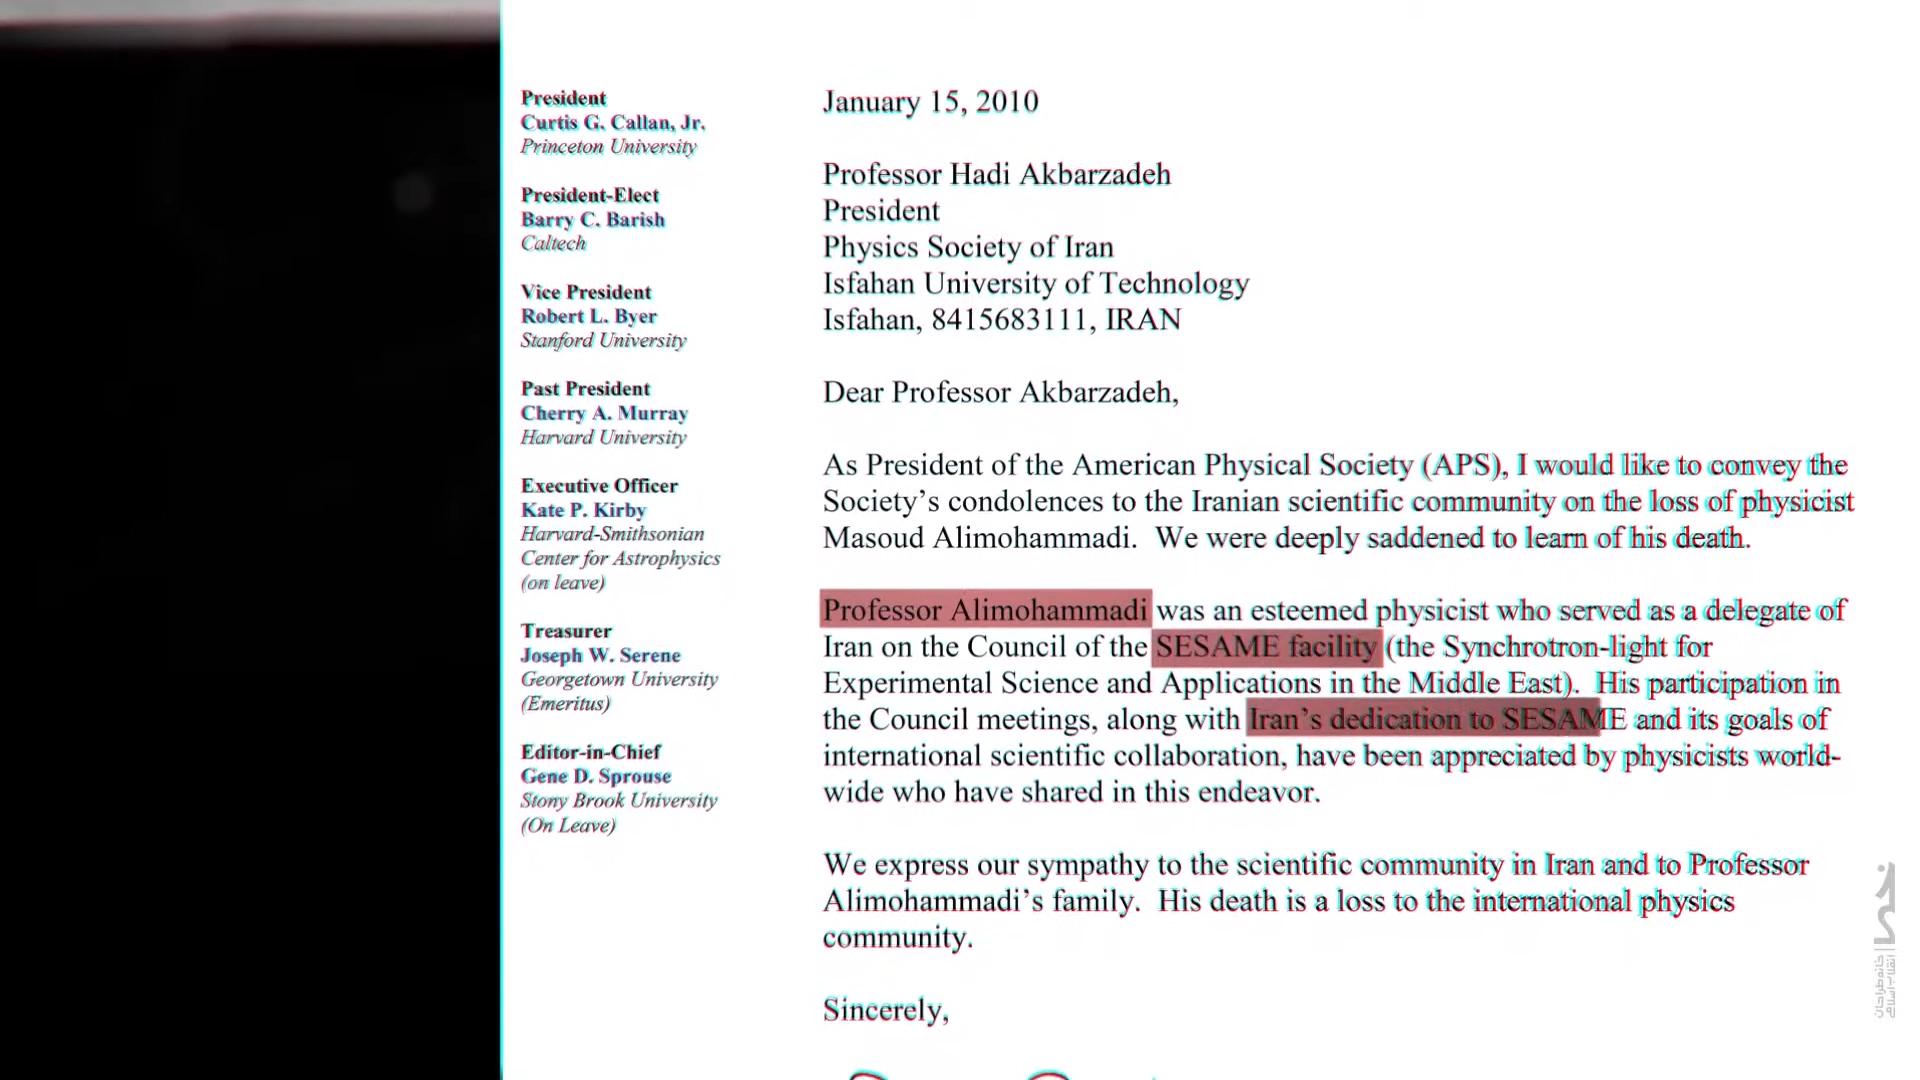 President
Curtis G. Callan, Jr.
Princeton University
President-Elect
Barry C. Barish
Caltech
Vice President
Robert L. Byer
Stanford University
Past President
Cherry A. Murray
Harvard University
Executive Officer
Kate P. Kirby
Harvard-Smithsonian
Center for Astrophysics
(on leave)
Treasurer
Joseph W. Serene
Georgetown University
(Emeritus)
Editor-in-Chief
Gene D. Sprouse
Stony Brook University
(On Leave)
January 15, 2010
Professor Hadi Akbarzadeh
President
Physics Society of Iran
Isfahan University of Technology
Isfahan, 8415683111, IRAN
Dear Professor Akbarzadeh,
As President of the American Physical Society (APS), I would like to convey the
Society’s condolences to the Iranian scientific community on the loss of physicist
Masoud Alimohammadi.  We were deeply saddened to learn of his death.
Professor Alimohammadi was an esteemed physicist who served as a delegate of
Iran on the Council of the SESAME facility (the Synchrotron-light for
Experimental Science and Applications in the Middle East).  His participation in
the Council meetings, along with Iran’s dedication to SESAME and its goals of
international scientific collaboration, have been appreciated by physicists world-
wide who have shared in this endeavor.
We express our sympathy to the scientific community in Iran and to Professor
Alimohammadi’s family.  His death is a loss to the international physics
community.
Sincerely,
خانه طراحان
انقلاب اسلامی